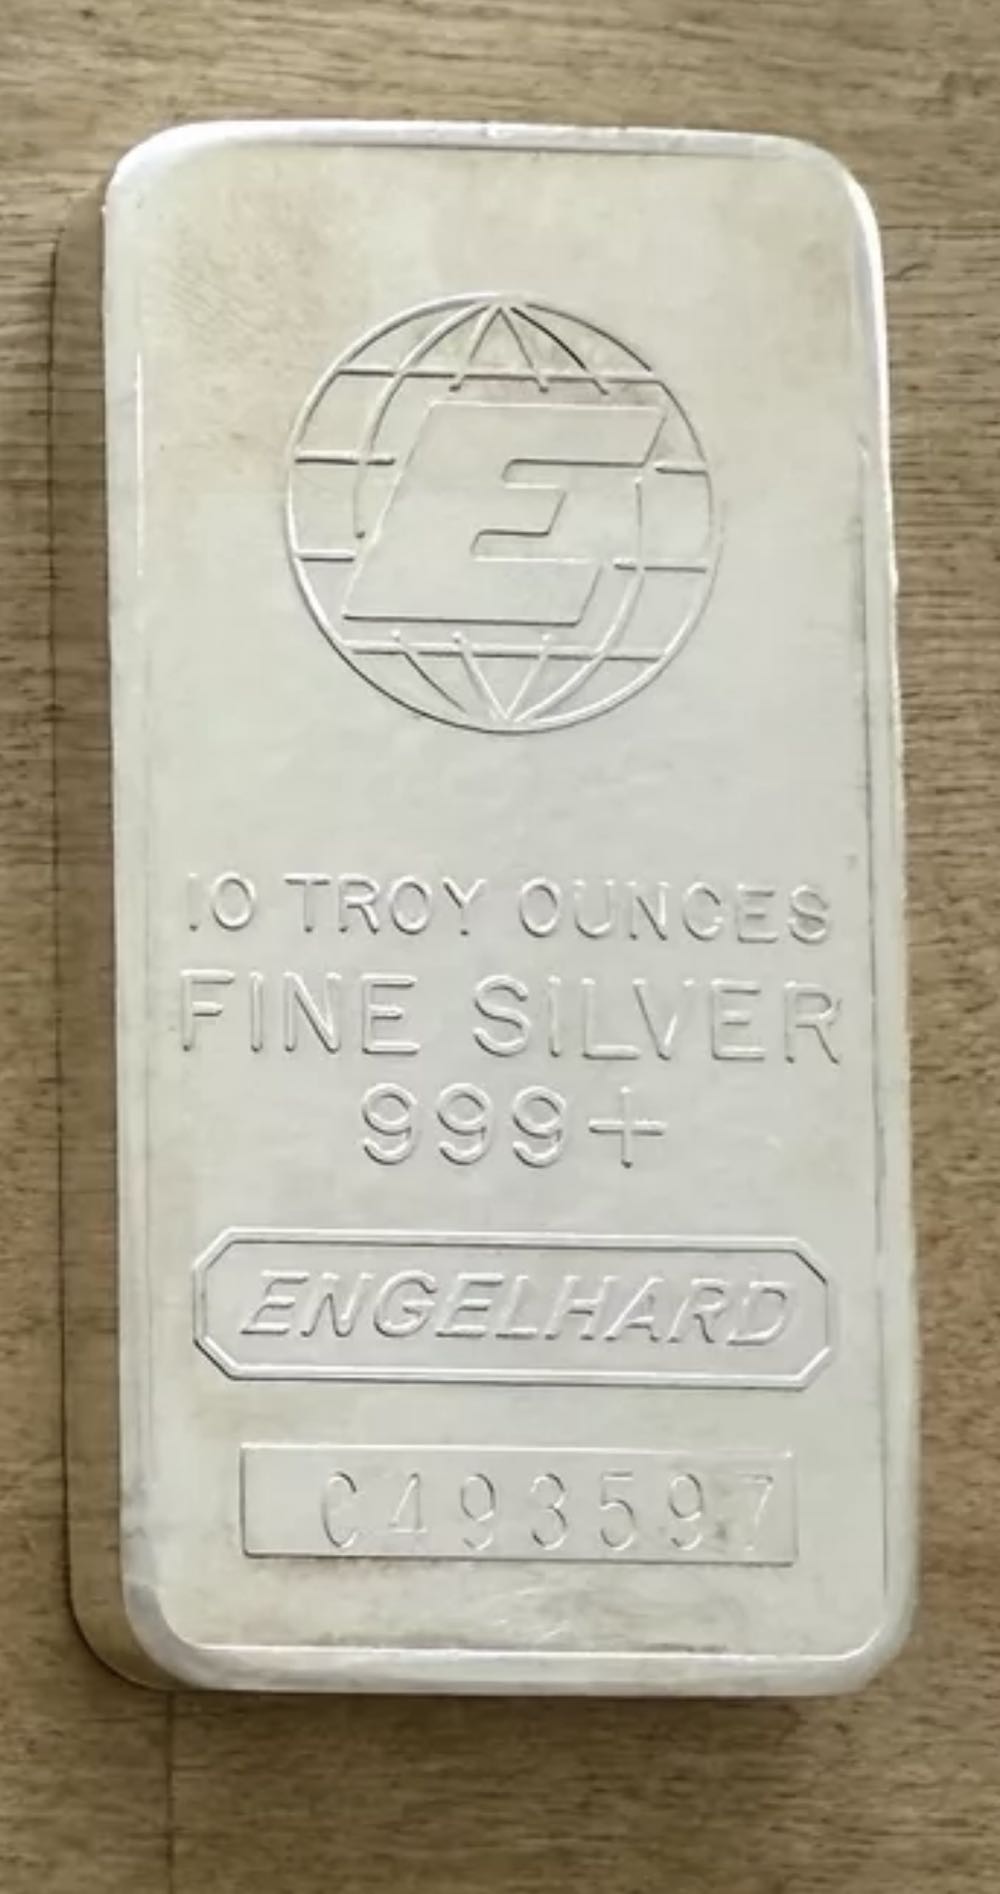 E
10 TROY OUNCES
FINE SILVER
999+
ENGELHARD
C493597